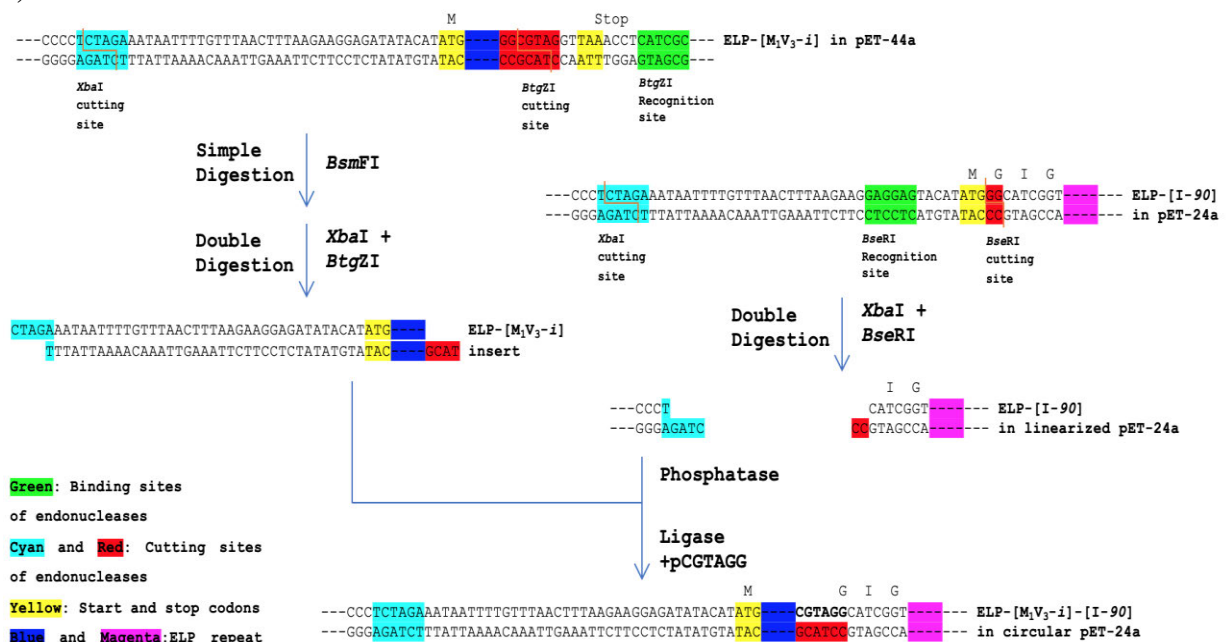 M Stop
---CCCCTCTAGAAATAATTTTGTTTAACTTTAAGAAGGAGATATACATATG----GGCGTAGGTTAAACCTCATCGC--- ELP-[M₁V₃-i] in pET-44a
---GGGGAGATCTTTATTAAAACAAATTGAAATTCTTCCTCTATATGTATAC----CCGCATCCAATTTGGAGTAGCG---
XbaI
cutting
site
BtgZI
cutting
site
BtgZI
Recognition
site
Simple
Digestion
BsmFI
M G I G
---CCCTCTAGAAATAATTTTGTTTAACTTTAAGAAGGAGGAGTACATATGGGCATCGGT------- ELP-[I-90]
---GGGAGATCTTTATTAAAACAAATTGAAATTCTTCCTCCTCATGTATACCCGTAGCCA------- in pET-24a
XbaI
cutting
site
BseRI
Recognition
site
BseRI
cutting
site
Double
Digestion
XbaI +
BtgZI
CTAGAAATAATTTTGTTTAACTTTAAGAAGGAGATATACATATG---- ELP-[M₁V₃-i]
TTTATTAAAACAAATTGAAATTCTTCCTCTATATGTATAC----GCAT insert
Double
Digestion
XbaI +
BseRI
I G
---CCCT CATCGGT------- ELP-[I-90]
---GGGAGATC CCGTAGCCA------- in linearized pET-24a
Phosphatase
Ligase
+pCGTAGG
Green: Binding sites
of endonucleases
Cyan and Red: Cutting sites
of endonucleases
Yellow: Start and stop codons
Blue and Magenta:ELP repeat
M G I G
---CCCTCTAGAAATAATTTTGTTTAACTTTAAGAAGGAGATATACATATG----CGTAGGCATCGGT------- ELP-[M₁V₃-i]-[I-90]
---GGGAGATCTTTATTAAAACAAATTGAAATTCTTCCTCTATATGTATAC----GCATCCGTAGCCA------- in circular pET-24a